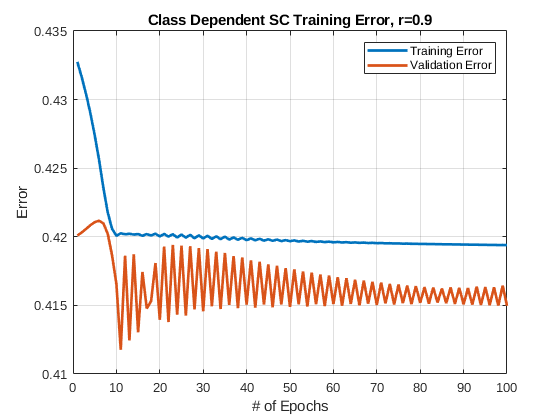 Class Dependent SC Training Error, r=0.9
0.435
0.43
0.425
0.42
0.415
0.41
Error
Training Error
Validation Error
0 10 20 30 40 50 60 70 80 90 100
# of Epochs